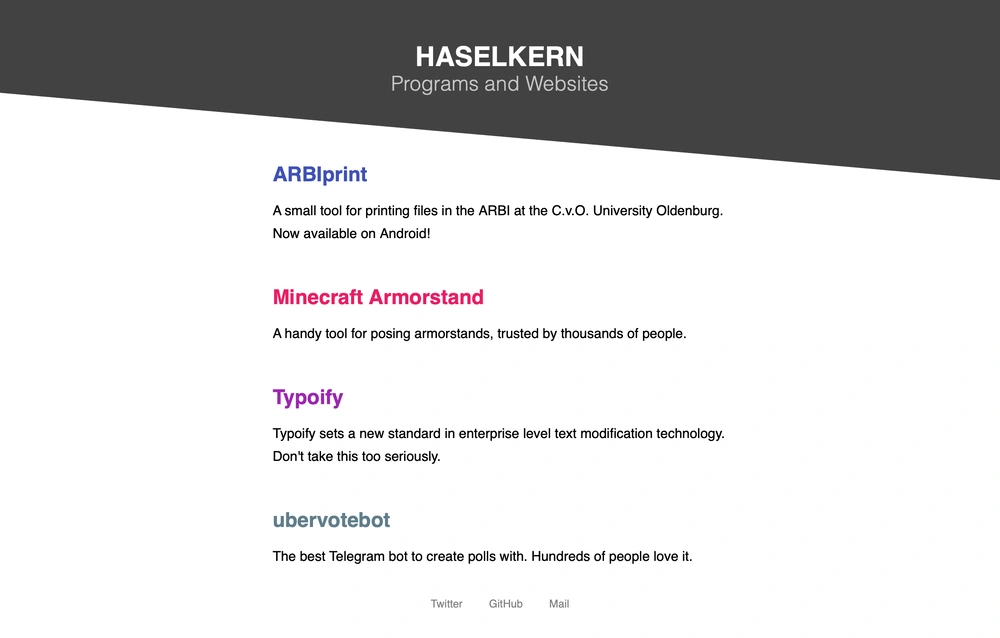 HASELKERN
Programs and Websites
ARBIprint
A small tool for printing files in the ARBI at the C.v.O. University Oldenburg.
Now available on Android!
Minecraft Armorstand
A handy tool for posing armorstands, trusted by thousands of people.
Typoify
Typoify sets a new standard in enterprise level text modification technology.
Don't take this too seriously.
ubervotebot
The best Telegram bot to create polls with. Hundreds of people love it.
Twitter GitHub Mail